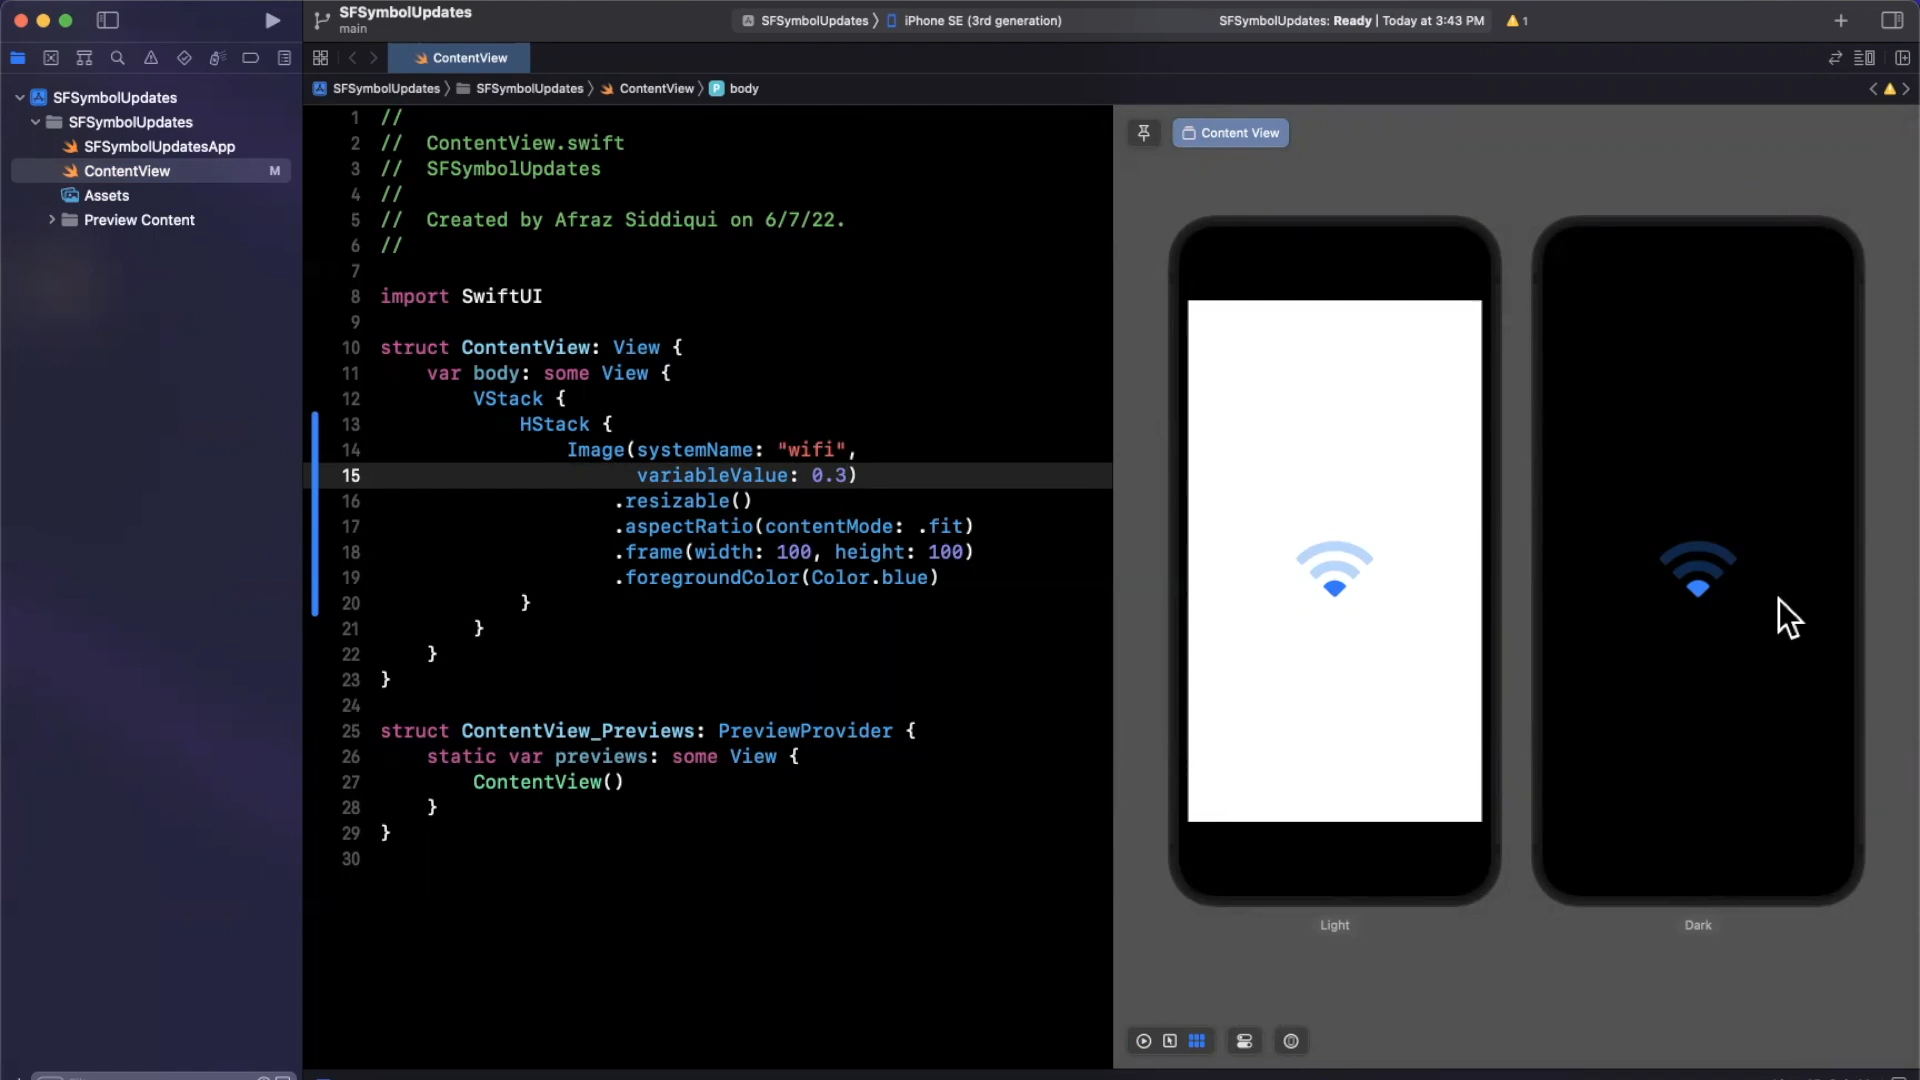 SFSymbolUpdates
main
SFSymbolUpdates 〉 iPhone SE (3rd generation)
SFSymbolUpdates: Ready | Today at 3:43 PM
1
ContentView
SFSymbolUpdates 〉 SFSymbolUpdates 〉 ContentView 〉 P body
SFSymbolUpdates
SFSymbolUpdates
SFSymbolUpdatesApp
ContentView M
Assets
Preview Content
1 //
2 //  ContentView.swift
3 //  SFSymbolUpdates
4 //
5 //  Created by Afraz Siddiqui on 6/7/22.
6 //
7
8 import SwiftUI
9
10 struct ContentView: View {
11     var body: some View {
12         VStack {
13             HStack {
14                 Image(systemName: "wifi",
15                       variableValue: 0.3)
16                     .resizable()
17                     .aspectRatio(contentMode: .fit)
18                     .frame(width: 100, height: 100)
19                     .foregroundColor(Color.blue)
20             }
21         }
22     }
23 }
24
25 struct ContentView_Previews: PreviewProvider {
26     static var previews: some View {
27         ContentView()
28     }
29 }
30
Content View
Light
Dark